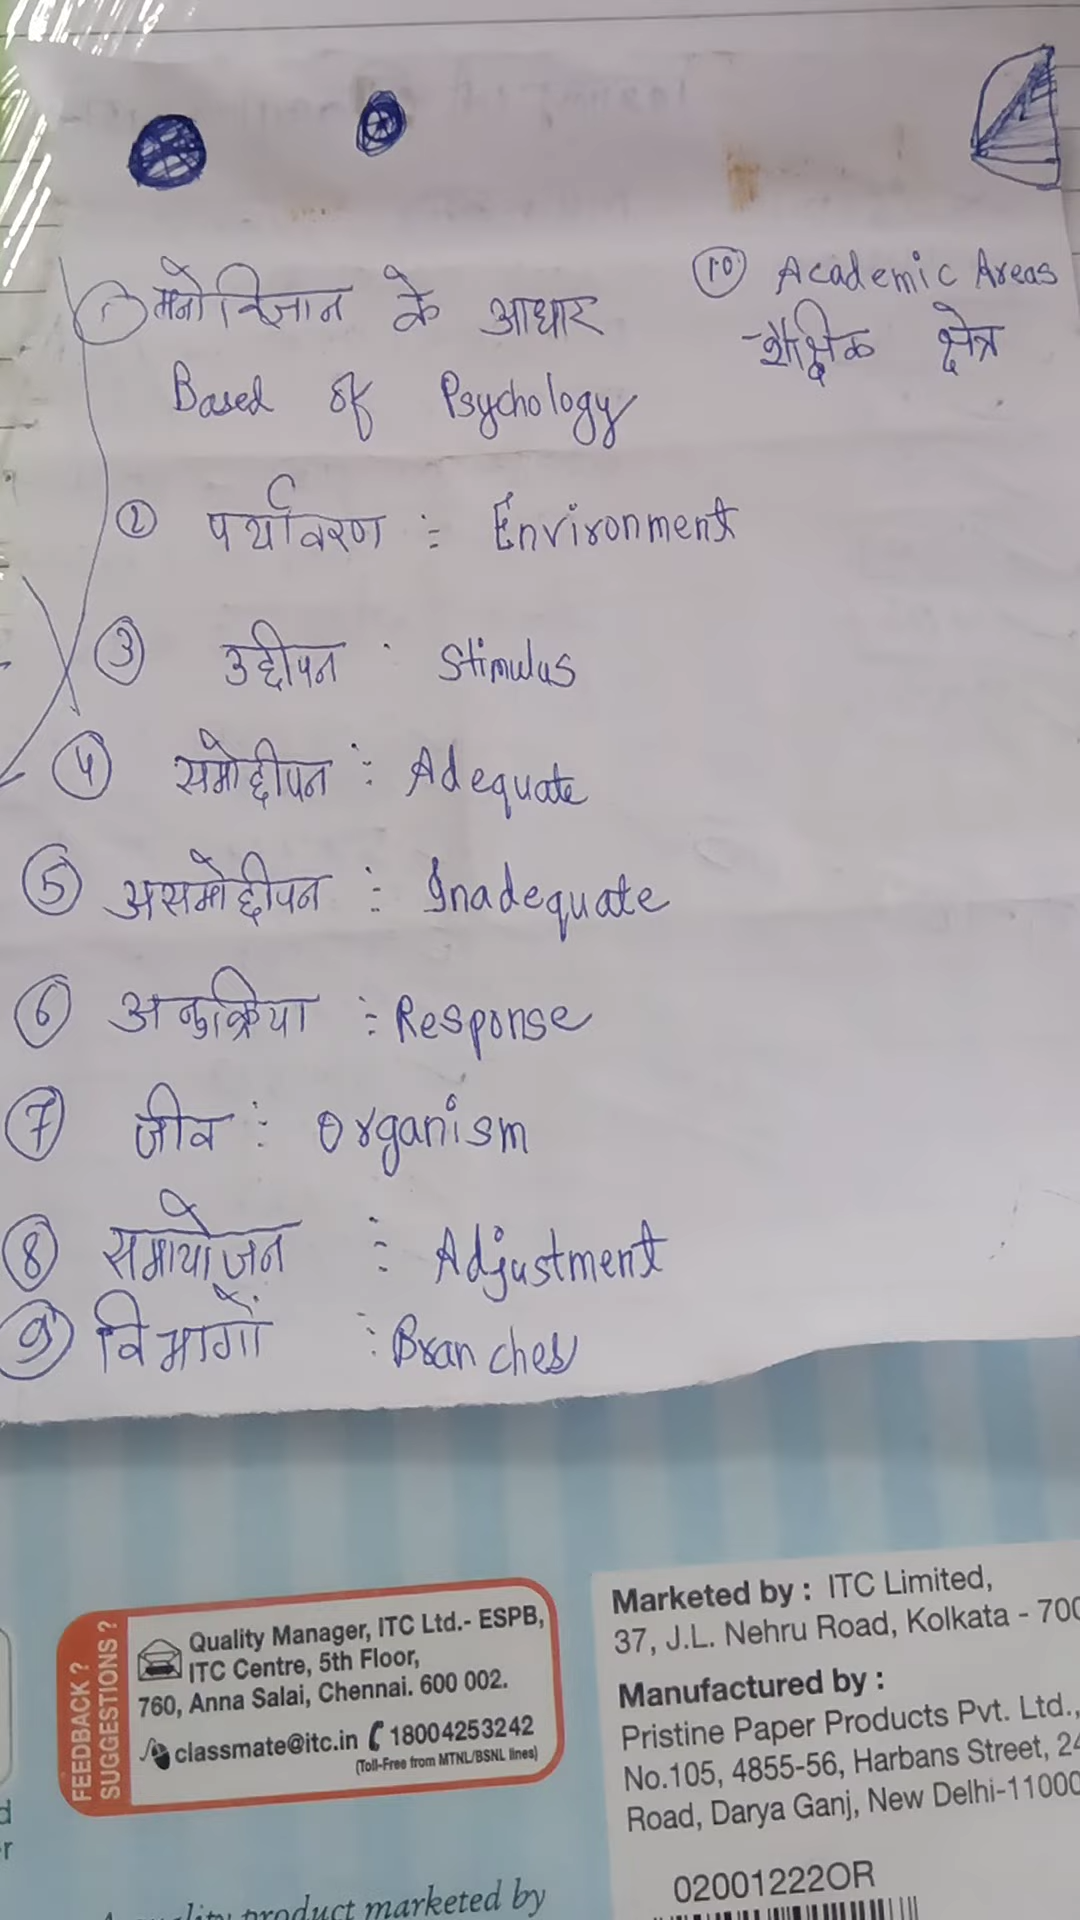 ① मनोविज्ञान के आधार
Based of Psychology
② पर्यावरण : Environment
③ उद्दीपन : Stimulus
④ समोद्दीपन : Adequate
⑤ असमोद्दीपन : Inadequate
⑥ अनुक्रिया : Response
⑦ जीव : Organism
⑧ समायोजन : Adjustment
⑨ विभागों : Branches
⑩ Academic Areas
-शैक्षिक क्षेत्र
FEEDBACK ?
SUGGESTIONS ?
Quality Manager, ITC Ltd.- ESPB,
ITC Centre, 5th Floor,
760, Anna Salai, Chennai. 600 002.
classmate@itc.in 18004253242
(Toll-Free from MTNL/BSNL lines)
Marketed by : ITC Limited,
37, J.L. Nehru Road, Kolkata - 700
Manufactured by :
Pristine Paper Products Pvt. Ltd.,
No.105, 4855-56, Harbans Street, 24
Road, Darya Ganj, New Delhi-11000
02001222OR
product marketed by